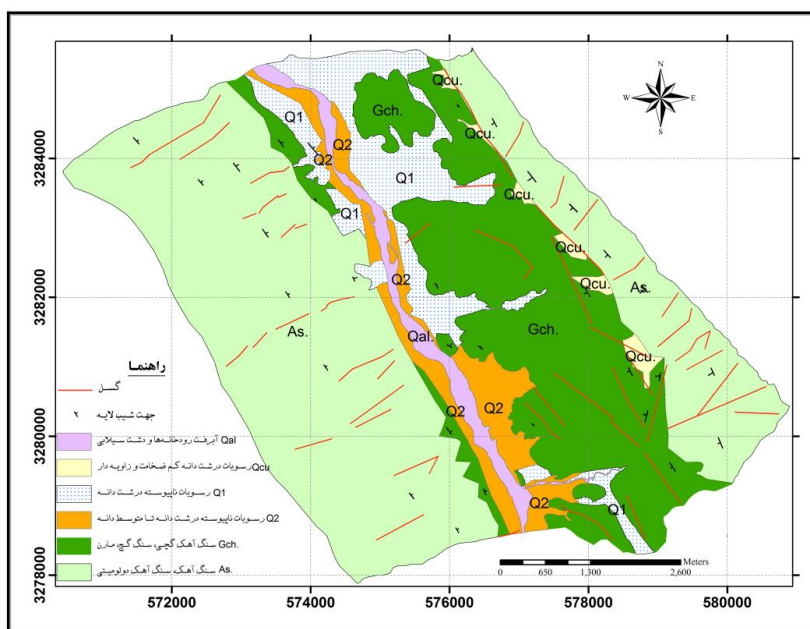 Qcu.
Q1
Gch.
Qcu.
Q2
Q2
Q1
Q1
Qcu.
Qcu.
Q2
Qcu.
As.
Gch.
As.
Qal.
Qcu.
Q2
Q2
Q2
Q1
N
W E
S
3284000
3282000
3280000
3278000
572000 574000 576000 578000 580000
راهنمـا
گسـل
جهت شیب لایه
Qal آبرفت رودخانه‌ها و دشت سیلابی
Qcu رسوبات درشت دانه کم ضخامت و زاویه دار
Q1 رسوبات ناپیوسته درشت دانه
Q2 رسوبات ناپیوسته درشت دانه تا متوسط دانه
Gch. سنگ آهک گچی، سنگ گچ، مارن
As. سنگ آهک، سنگ آهک دولومیتی
Meters
0 650 1,300 2,600